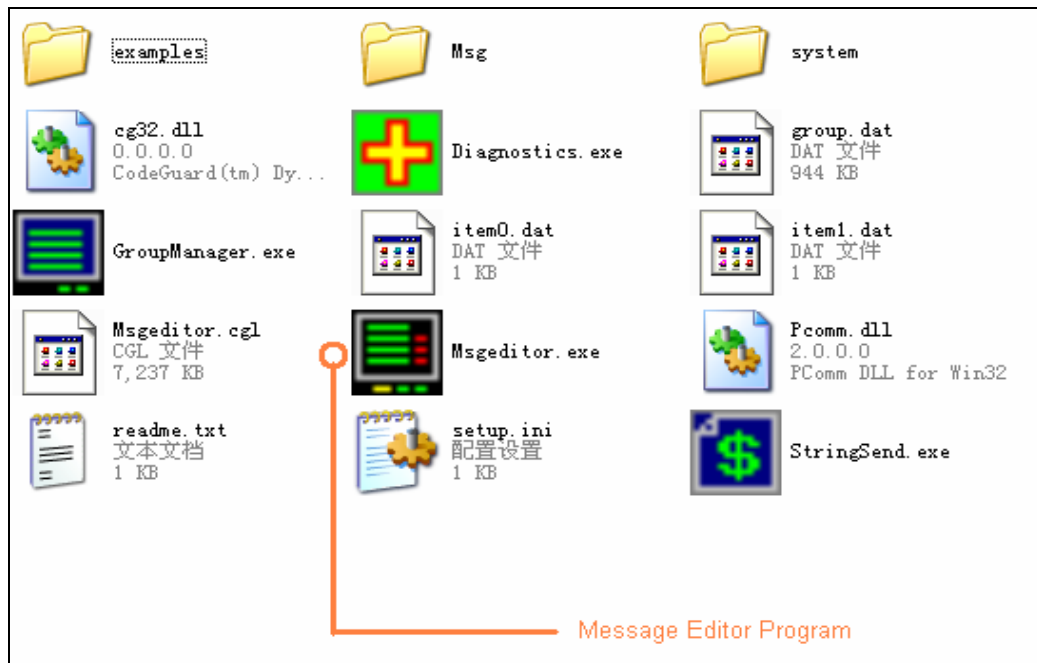 examples
Msg
system
cg32.dll
0.0.0.0
CodeGuard(tm) Dy...
Diagnostics.exe
group.dat
DAT 文件
944 KB
GroupManager.exe
item0.dat
DAT 文件
1 KB
item1.dat
DAT 文件
1 KB
Msgeditor.cgl
CGL 文件
7,237 KB
Msgeditor.exe
Pcomm.dll
2.0.0.0
PComm DLL for Win32
readme.txt
文本文档
1 KB
setup.ini
配置设置
1 KB
StringSend.exe
Message Editor Program